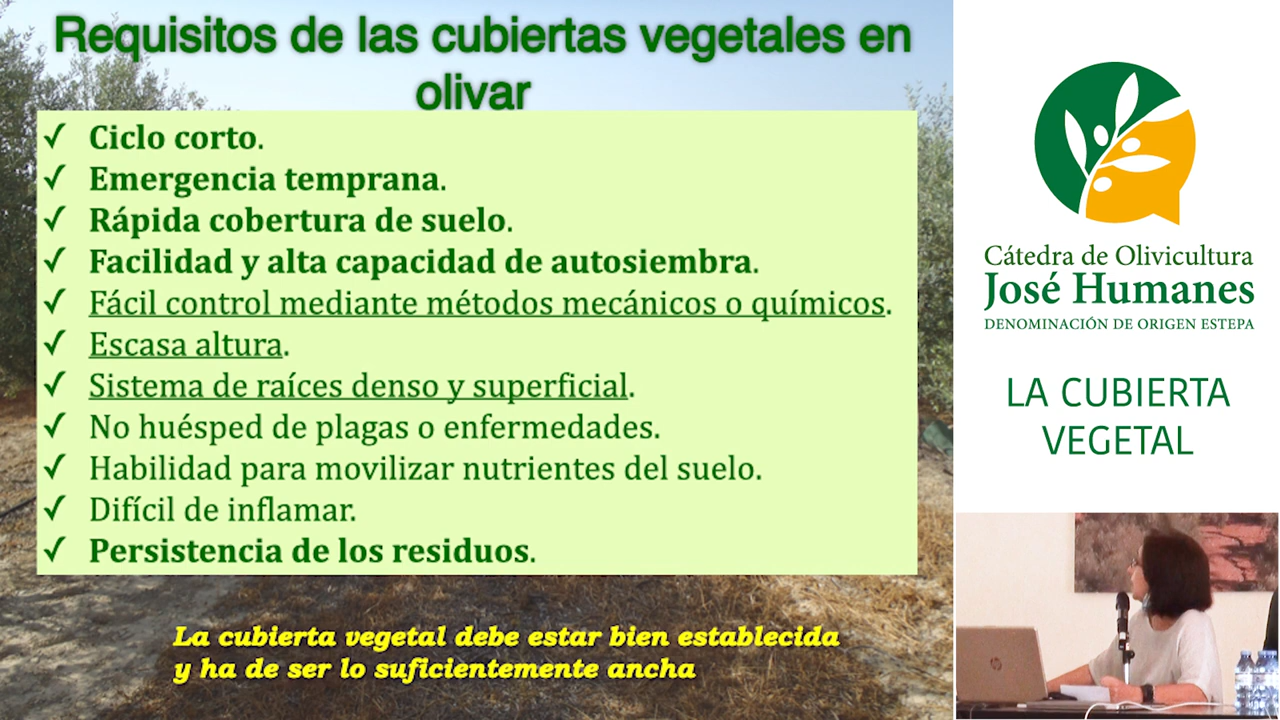 Requisitos de las cubiertas vegetales en
olivar
✓ Ciclo corto.
✓ Emergencia temprana.
✓ Rápida cobertura de suelo.
✓ Facilidad y alta capacidad de autosiembra.
✓ Fácil control mediante métodos mecánicos o químicos.
✓ Escasa altura.
✓ Sistema de raíces denso y superficial.
✓ No huésped de plagas o enfermedades.
✓ Habilidad para movilizar nutrientes del suelo.
✓ Difícil de inflamar.
✓ Persistencia de los residuos.
La cubierta vegetal debe estar bien establecida
y ha de ser lo suficientemente ancha
Cátedra de Olivicultura
José Humanes
DENOMINACIÓN DE ORIGEN ESTEPA
LA CUBIERTA
VEGETAL
hp